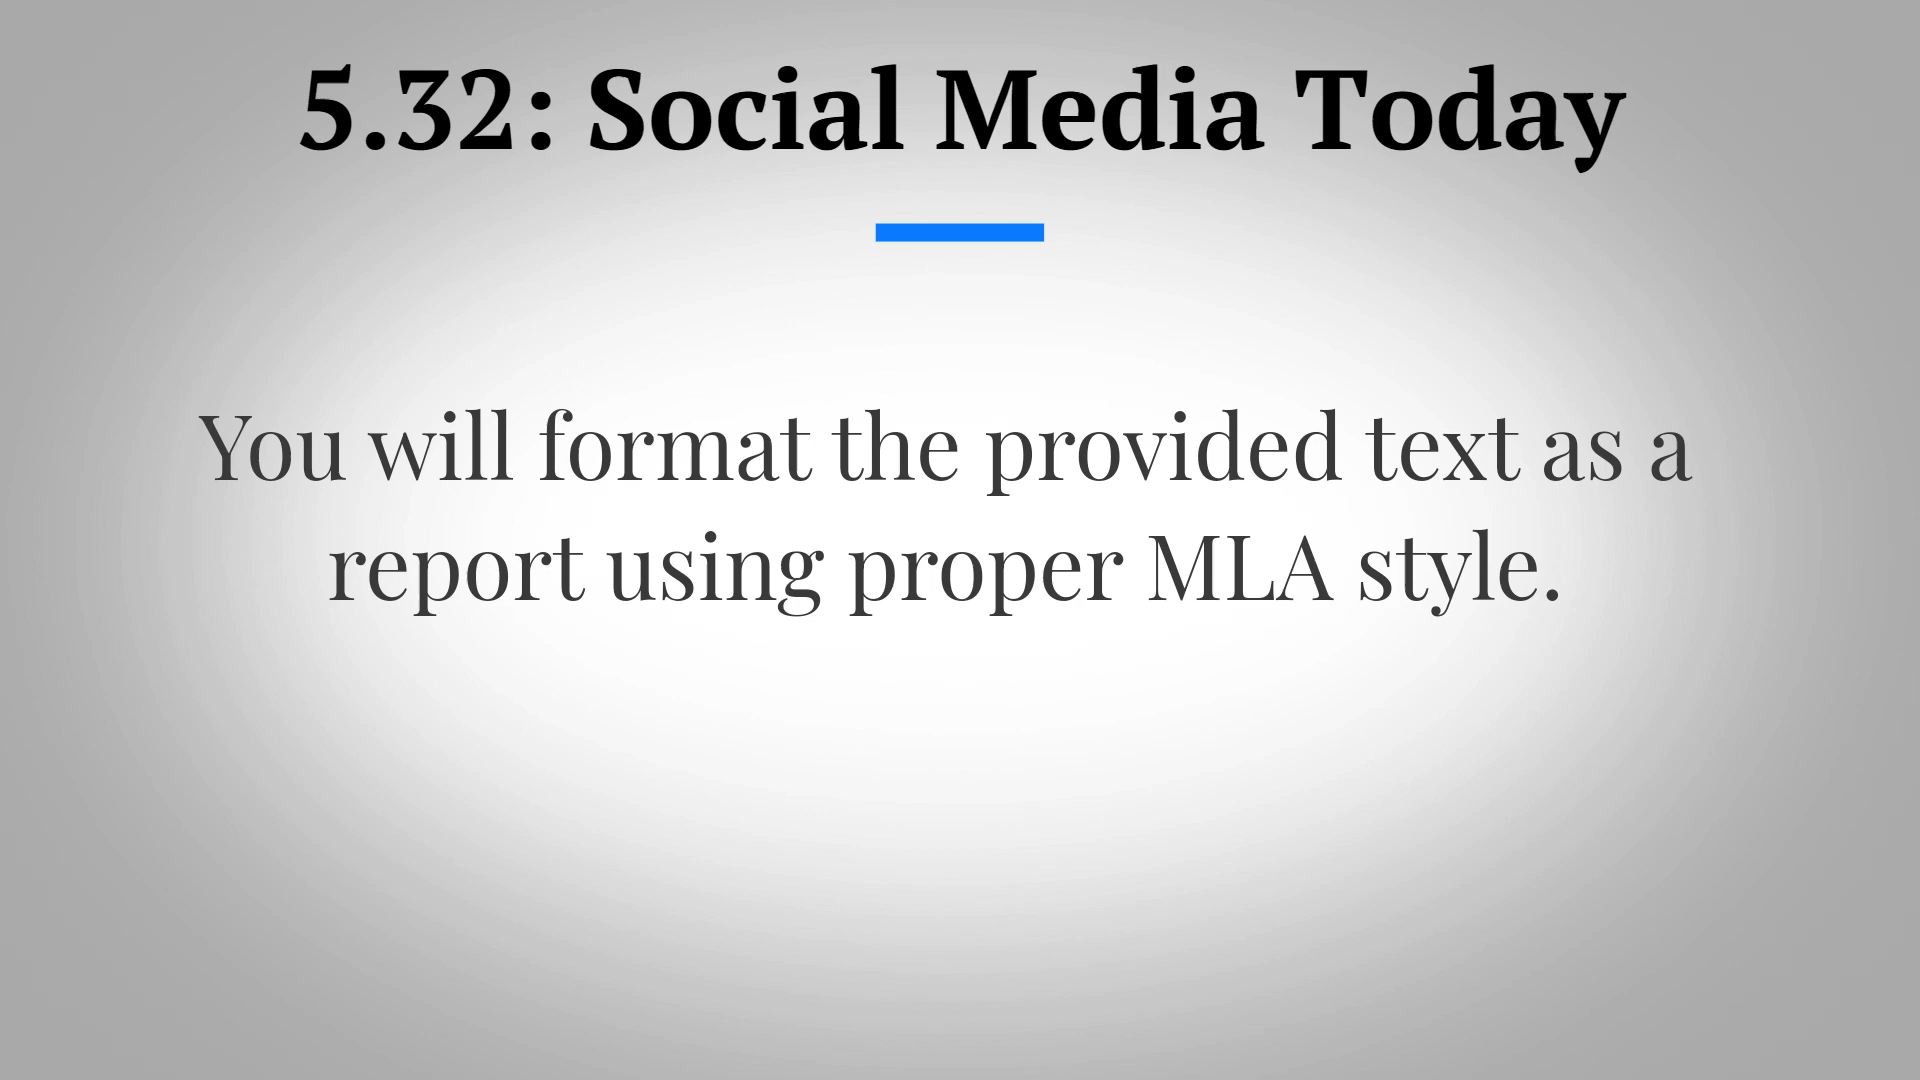 5.32: Social Media Today
You will format the provided text as a
report using proper MLA style.